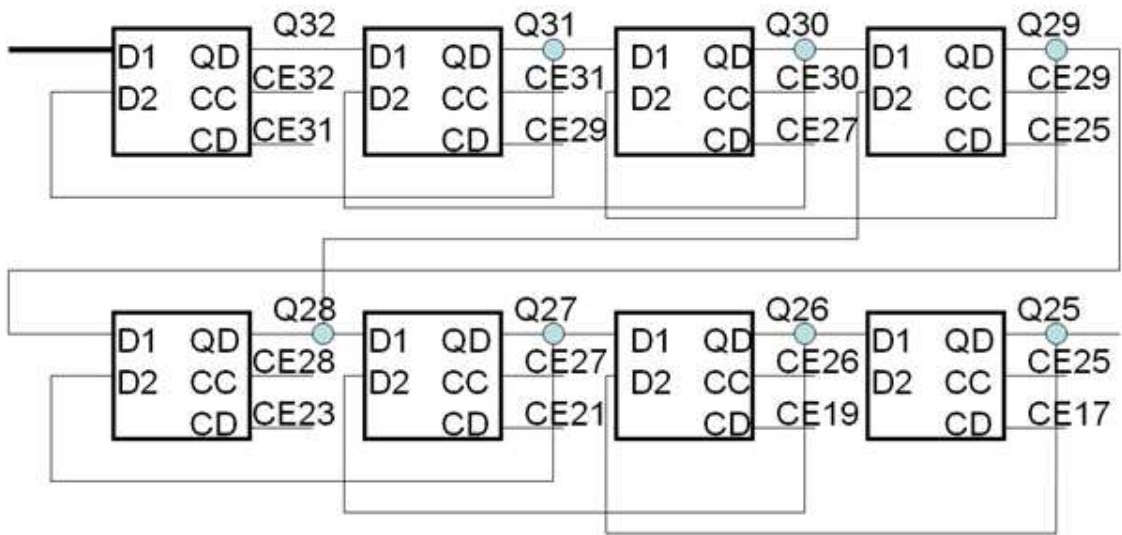 Q32 Q31 Q30 Q29
D1 QD D1 QD D1 QD D1 QD
CE32 CE31 CE30 CE29
D2 CC D2 CC D2 CC D2 CC
CE31 CE29 CE27 CE25
CD CD CD CD
Q28 Q27 Q26 Q25
D1 QD D1 QD D1 QD D1 QD
CE28 CE27 CE26 CE25
D2 CC D2 CC D2 CC D2 CC
CE23 CE21 CE19 CE17
CD CD CD CD